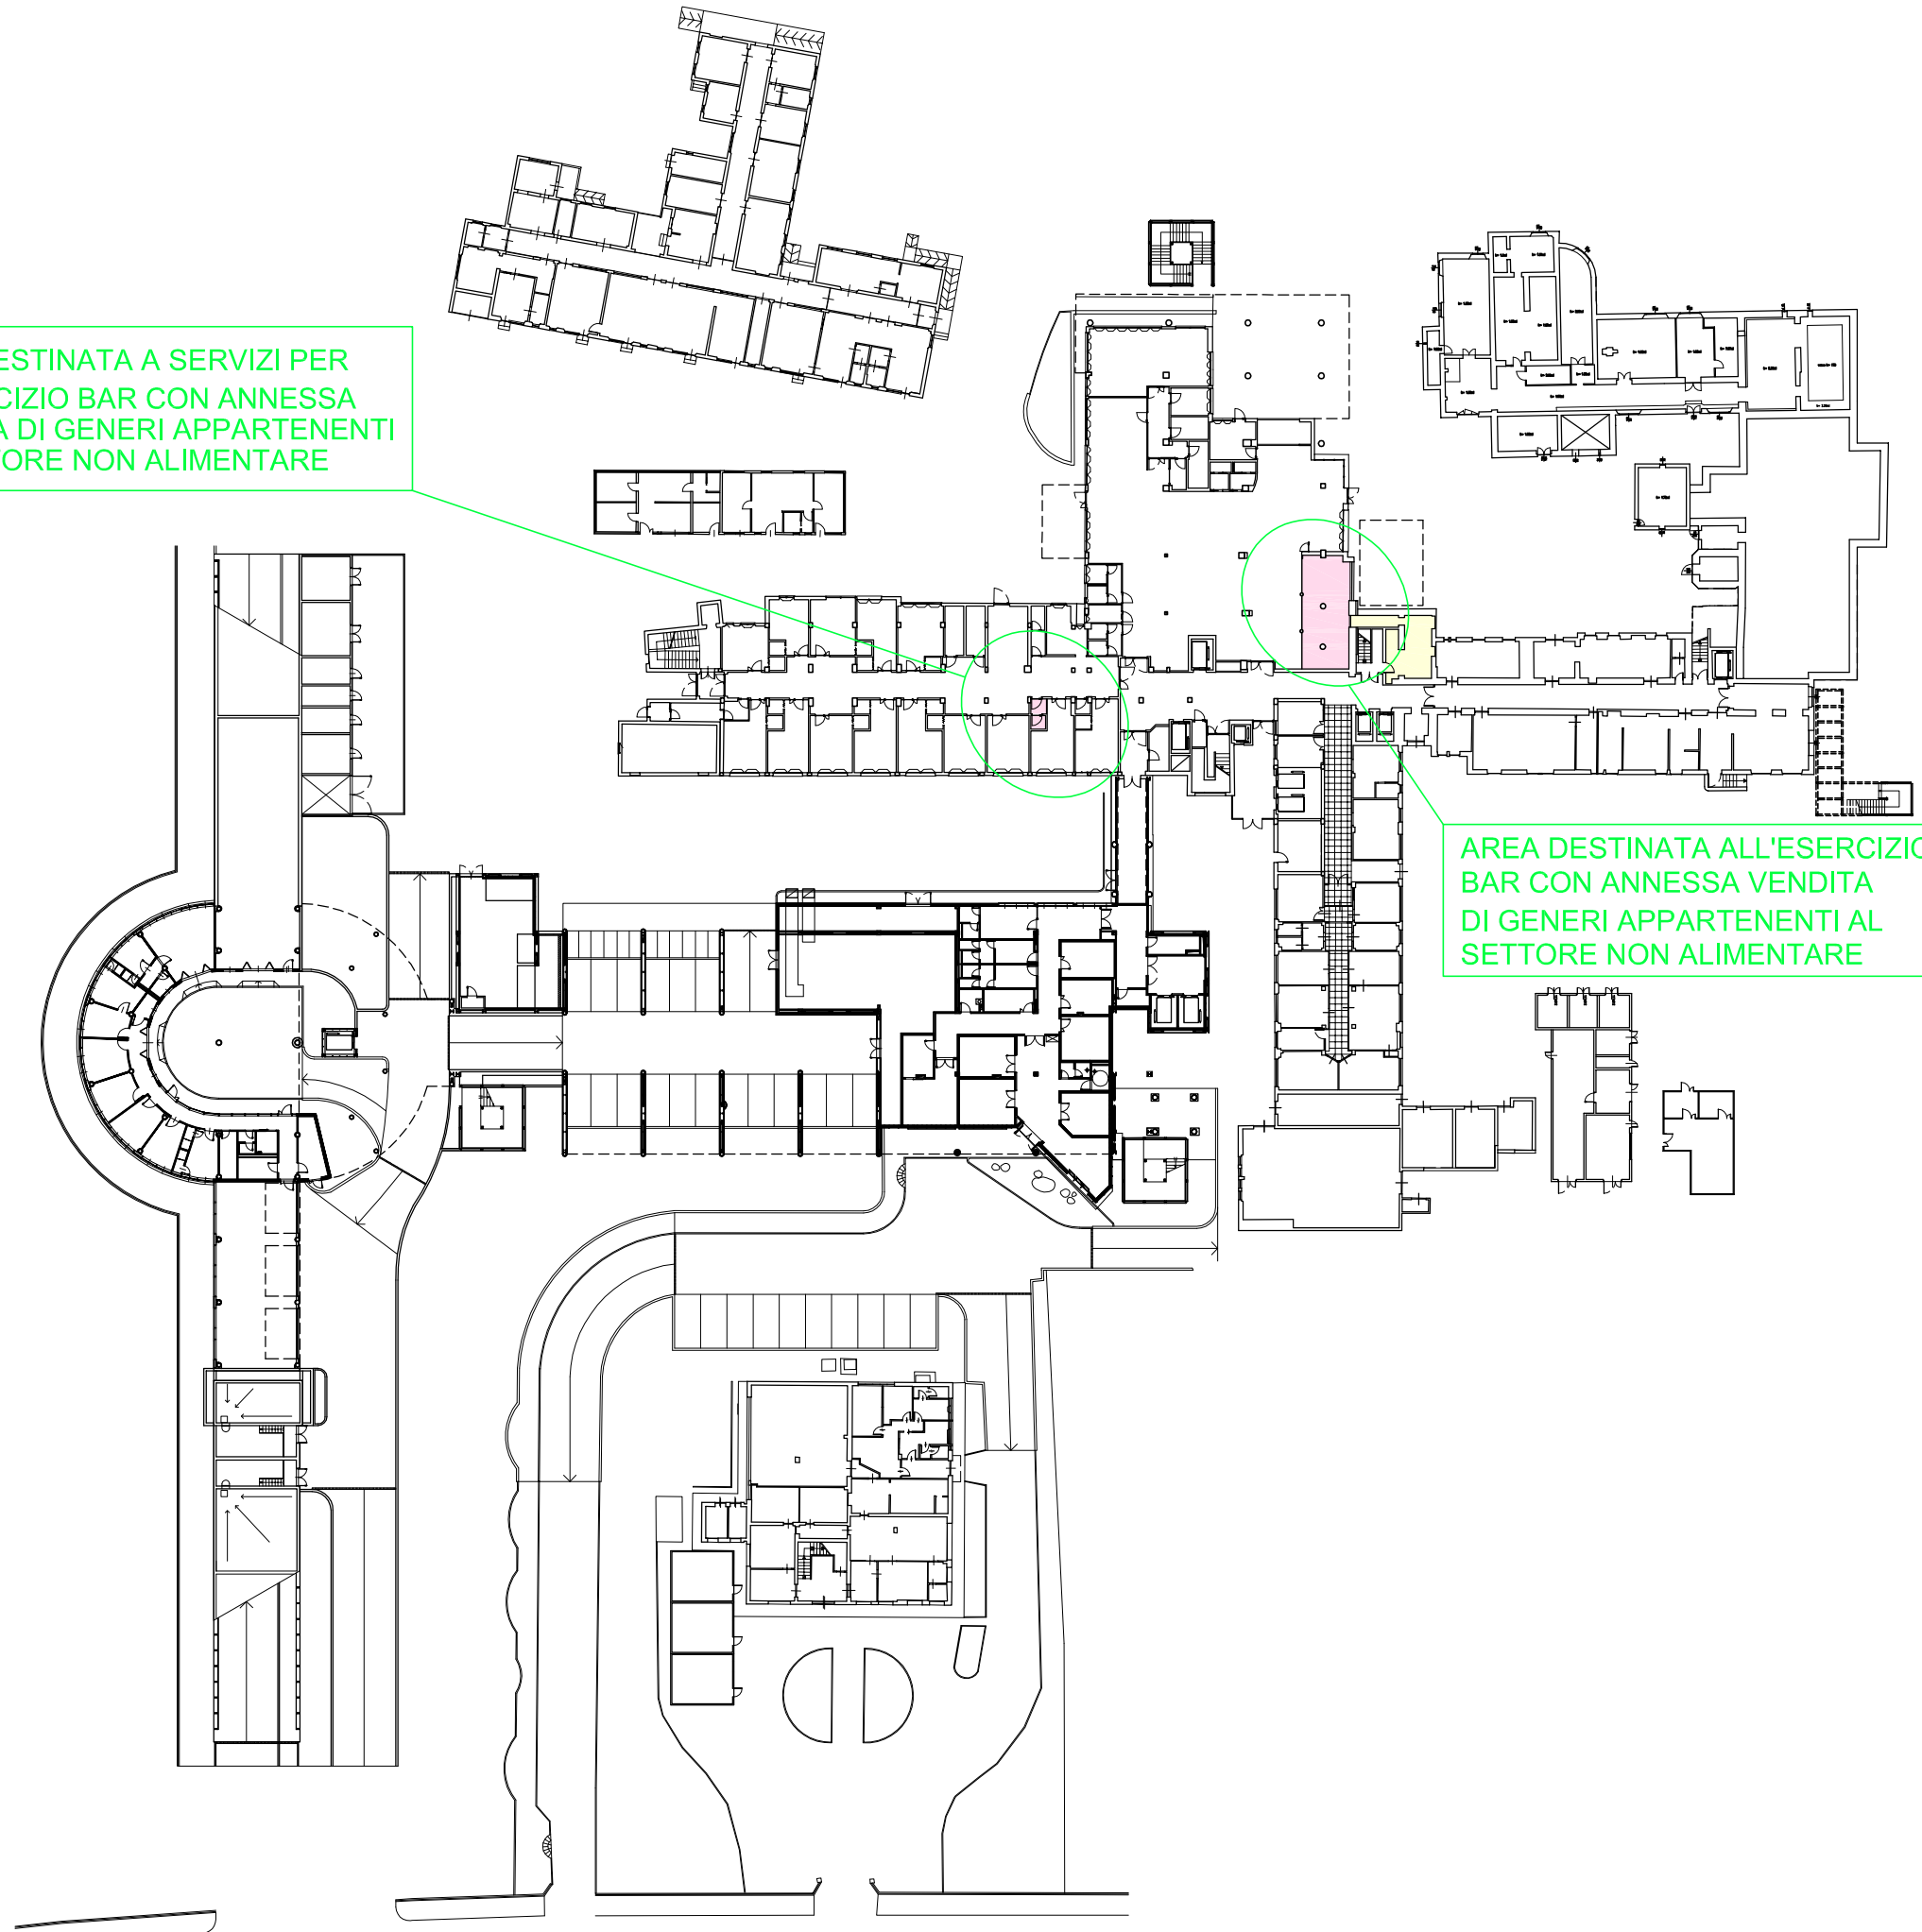 ESTINATA A SERVIZI PER
CIZIO BAR CON ANNESSA
A DI GENERI APPARTENENTI
TORE NON ALIMENTARE
AREA DESTINATA ALL'ESERCIZIO
BAR CON ANNESSA VENDITA
DI GENERI APPARTENENTI AL
SETTORE NON ALIMENTARE